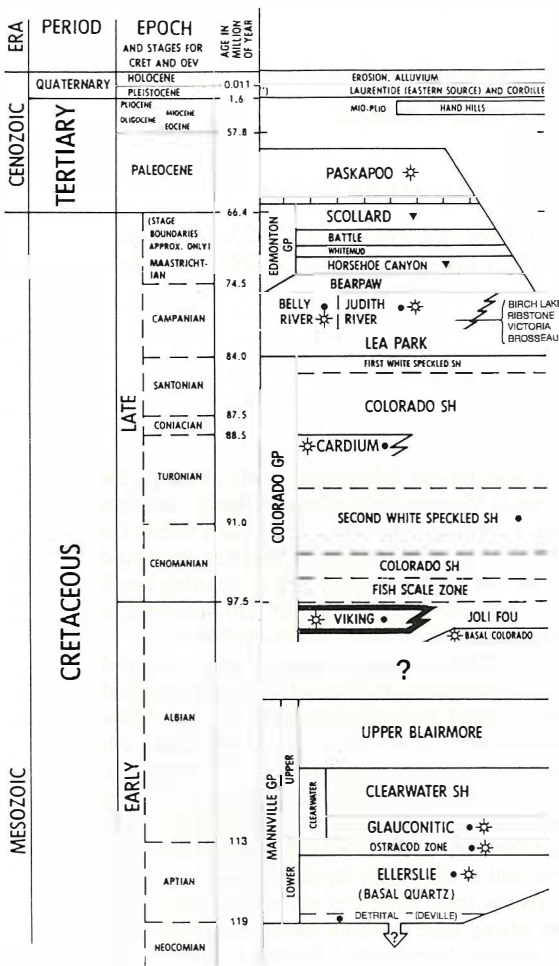 ERA
PERIOD
EPOCH
AND STAGES FOR
CRET AND DEV
AGE IN
MILLION
OF YEAR
CENOZOIC
QUATERNARY
HOLOCENE
0.011
PLEISTOCENE
1.6
EROSION, ALLUVIUM
LAURENTIDE (EASTERN SOURCE) AND CORDILLE
TERTIARY
PLIOCENE
MIOCENE
OLIGOCENE
EOCENE
57.8
MIO-PLIO
HAND HILLS
PALEOCENE
PASKAPOO
66.4
MESOZOIC
CRETACEOUS
LATE
(STAGE
BOUNDARIES
APPROX. ONLY)
MAASTRICHT-
IAN
74.5
EDMONTON
GP
SCOLLARD
BATTLE
WHITEMUD
HORSEHOE CANYON
BEARPAW
CAMPANIAN
BELLY
RIVER
JUDITH
RIVER
BIRCH LAKE
RIBSTONE
VICTORIA
BROSSEAU
LEA PARK
84.0
FIRST WHITE SPECKLED SH
SANTONIAN
COLORADO GP
COLORADO SH
87.5
CONIACIAN
88.5
CARDIUM
TURONIAN
SECOND WHITE SPECKLED SH
91.0
CENOMANIAN
COLORADO SH
FISH SCALE ZONE
97.5
VIKING
JOLI FOU
BASAL COLORADO
?
EARLY
ALBIAN
MANNVILLE GP
UPPER
UPPER BLAIRMORE
CLEARWATER
CLEARWATER SH
GLAUCONITIC
OSTRACOD ZONE
113
APTIAN
LOWER
ELLERSLIE
(BASAL QUARTZ)
DETRITAL (DEVILLE)
119
?
NEOCOMIAN